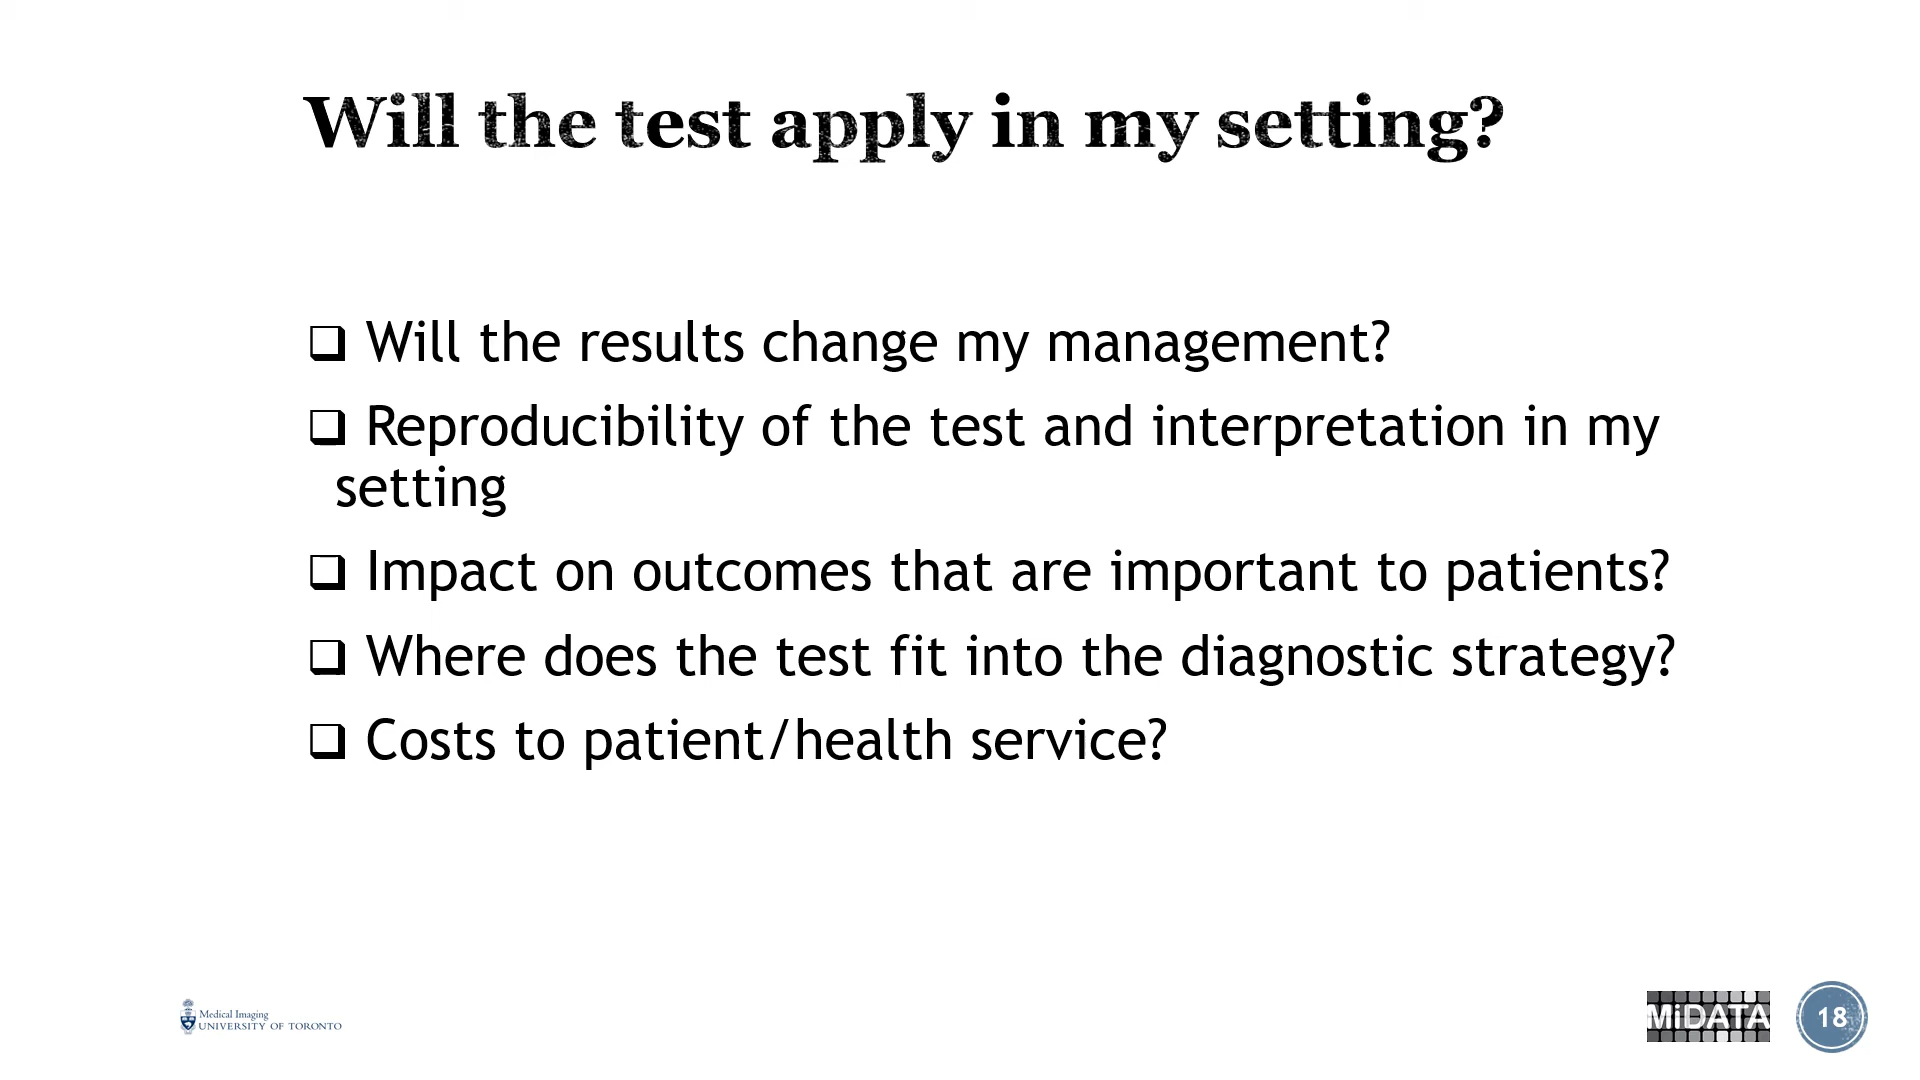 Will the test apply in my setting?
❑ Will the results change my management?
❑ Reproducibility of the test and interpretation in my
setting
❑ Impact on outcomes that are important to patients?
❑ Where does the test fit into the diagnostic strategy?
❑ Costs to patient/health service?
Medical Imaging
UNIVERSITY OF TORONTO
MiDATA
18